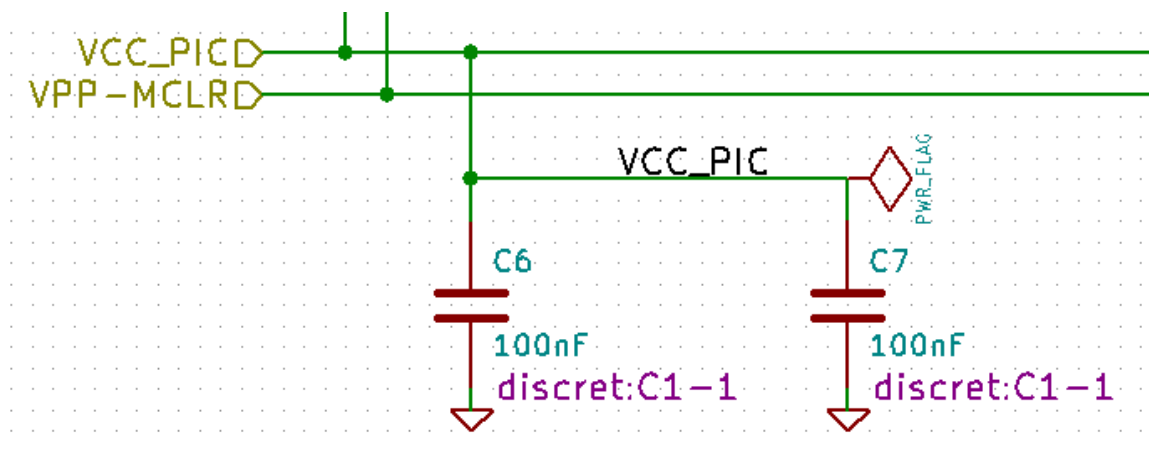 VCC_PIC
VPP-MCLR
VCC_PIC
PWR_FLAG
C6
C7
100nF
100nF
discret:C1-1
discret:C1-1